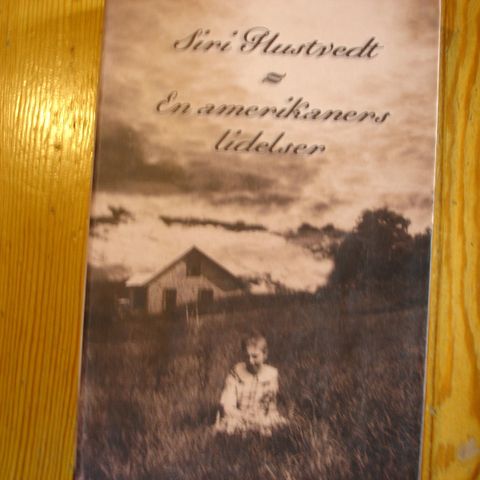 Siri Hustvedt
En amerikaners
lidelser